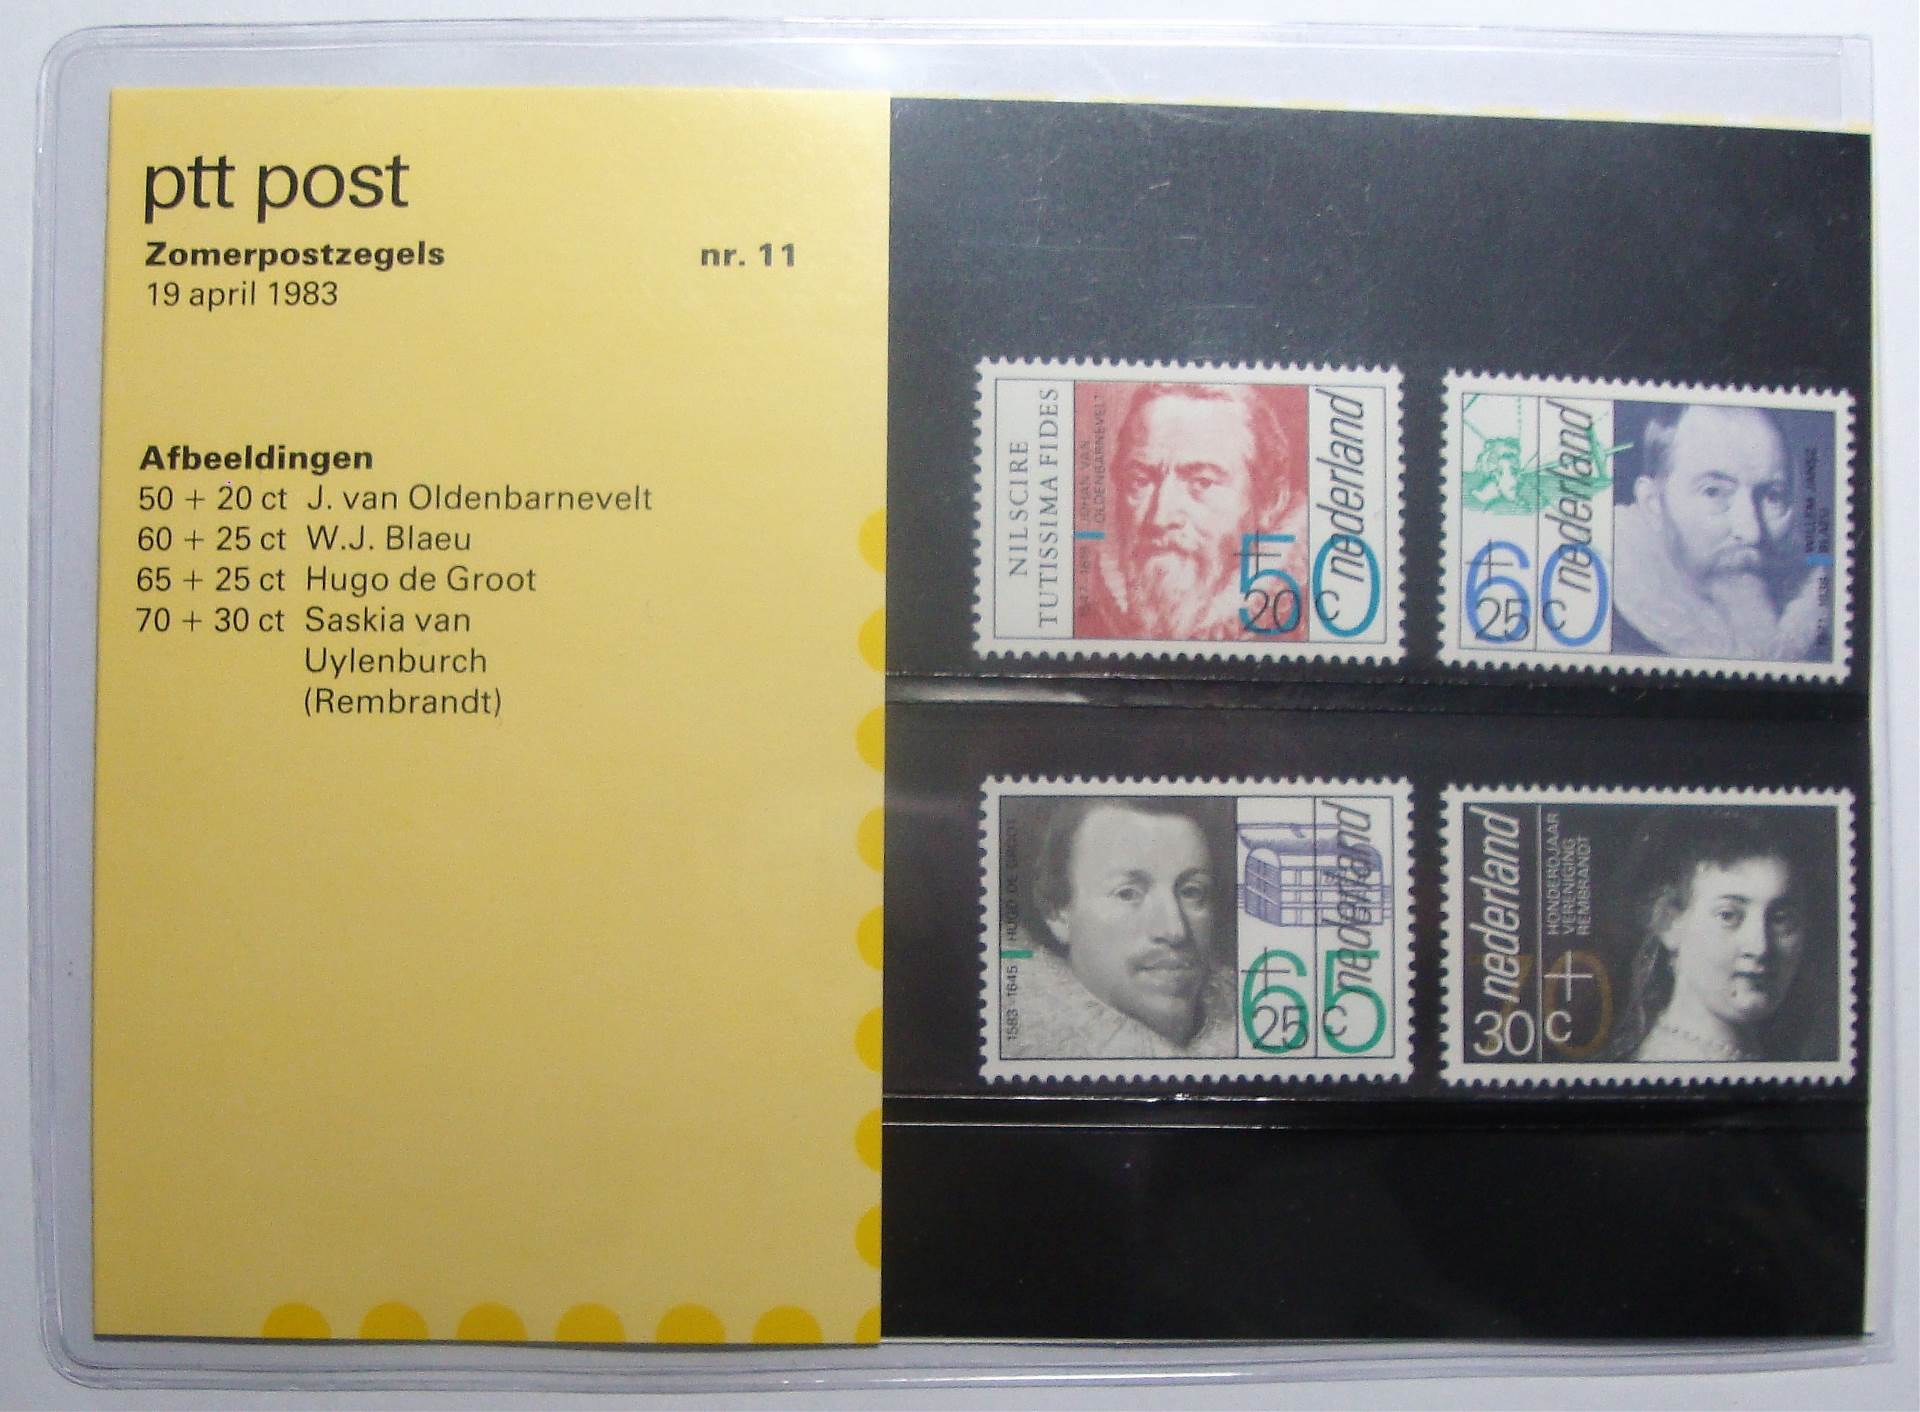 ptt post
Zomerpostzegels nr. 11
19 april 1983
Afbeeldingen
50 + 20 ct J. van Oldenbarnevelt
60 + 25 ct W.J. Blaeu
65 + 25 ct Hugo de Groot
70 + 30 ct Saskia van
Uylenburch
(Rembrandt)
NIL SCIRE
TUTISSIMA FIDES
JOHAN VAN
OLDENBARNEVELT
50
+
20 c
nederland
60
+
25 c
nederland
WILLEM JANSZ
BLAEU
1583-1645 HUGO DE GROOT
65
+
25 c
nederland
nederland
HONDERDJAAR
VERENIGING
REMBRANDT
70
+
30 c